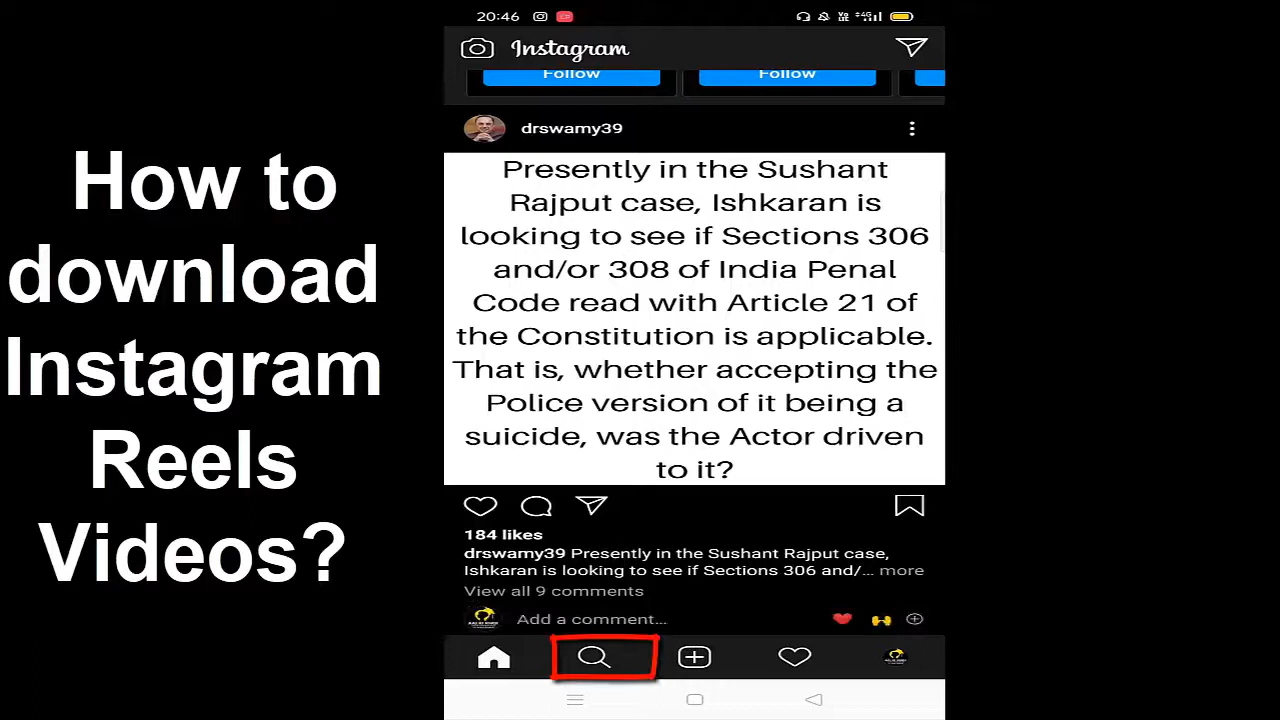 How to
download
Instagram
Reels
Videos?
20:46
Vo
LTE
4G
Instagram
Follow
Follow
drswamy39
Presently in the Sushant
Rajput case, Ishkaran is
looking to see if Sections 306
and/or 308 of India Penal
Code read with Article 21 of
the Constitution is applicable.
That is, whether accepting the
Police version of it being a
suicide, was the Actor driven
to it?
184 likes
drswamy39 Presently in the Sushant Rajput case,
Ishkaran is looking to see if Sections 306 and/... more
View all 9 comments
Add a comment...